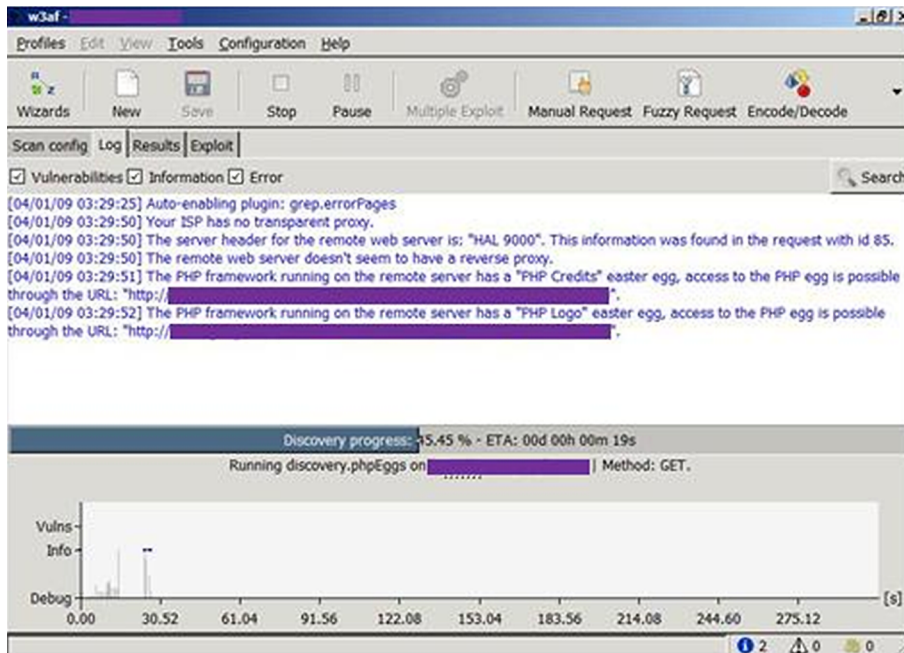 w3af -
Profiles Edit View Tools Configuration Help
Wizards New Save Stop Pause Multiple Exploit Manual Request Fuzzy Request Encode/Decode
Scan config Log Results Exploit
Vulnerabilities Information Error Search
[04/01/09 03:29:25] Auto-enabling plugin: grep.errorPages
[04/01/09 03:29:50] Your ISP has no transparent proxy.
[04/01/09 03:29:50] The server header for the remote web server is: "HAL 9000". This information was found in the request with id 85.
[04/01/09 03:29:50] The remote web server doesn't seem to have a reverse proxy.
[04/01/09 03:29:51] The PHP framework running on the remote server has a "PHP Credits" easter egg, access to the PHP egg is possible
through the URL: "http:// ".
[04/01/09 03:29:52] The PHP framework running on the remote server has a "PHP Logo" easter egg, access to the PHP egg is possible
through the URL: "http:// ".
Discovery progress: 45.45 % - ETA: 00d 00h 00m 19s
Running discovery.phpEggs on | Method: GET.
Vulns
Info
Debug
[s]
0.00 30.52 61.04 91.56 122.08 153.04 183.56 214.08 244.60 275.12
2 0 0